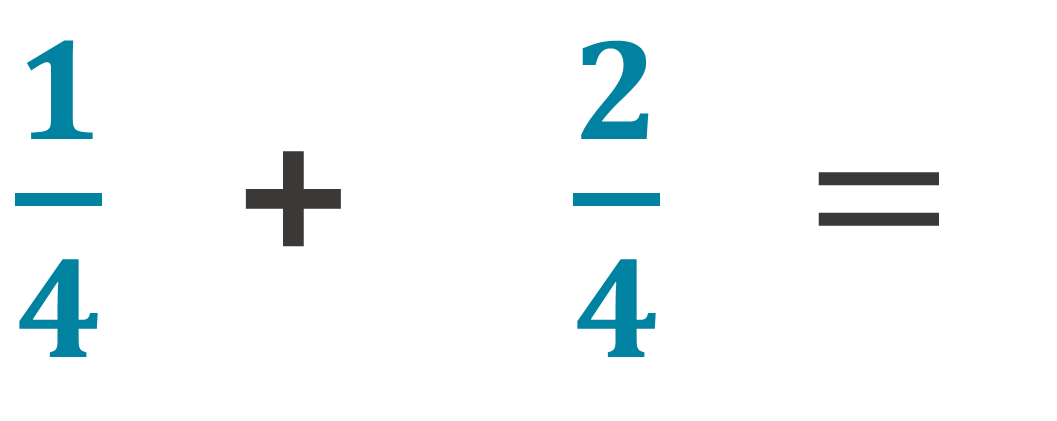 1/4 + 2/4 =